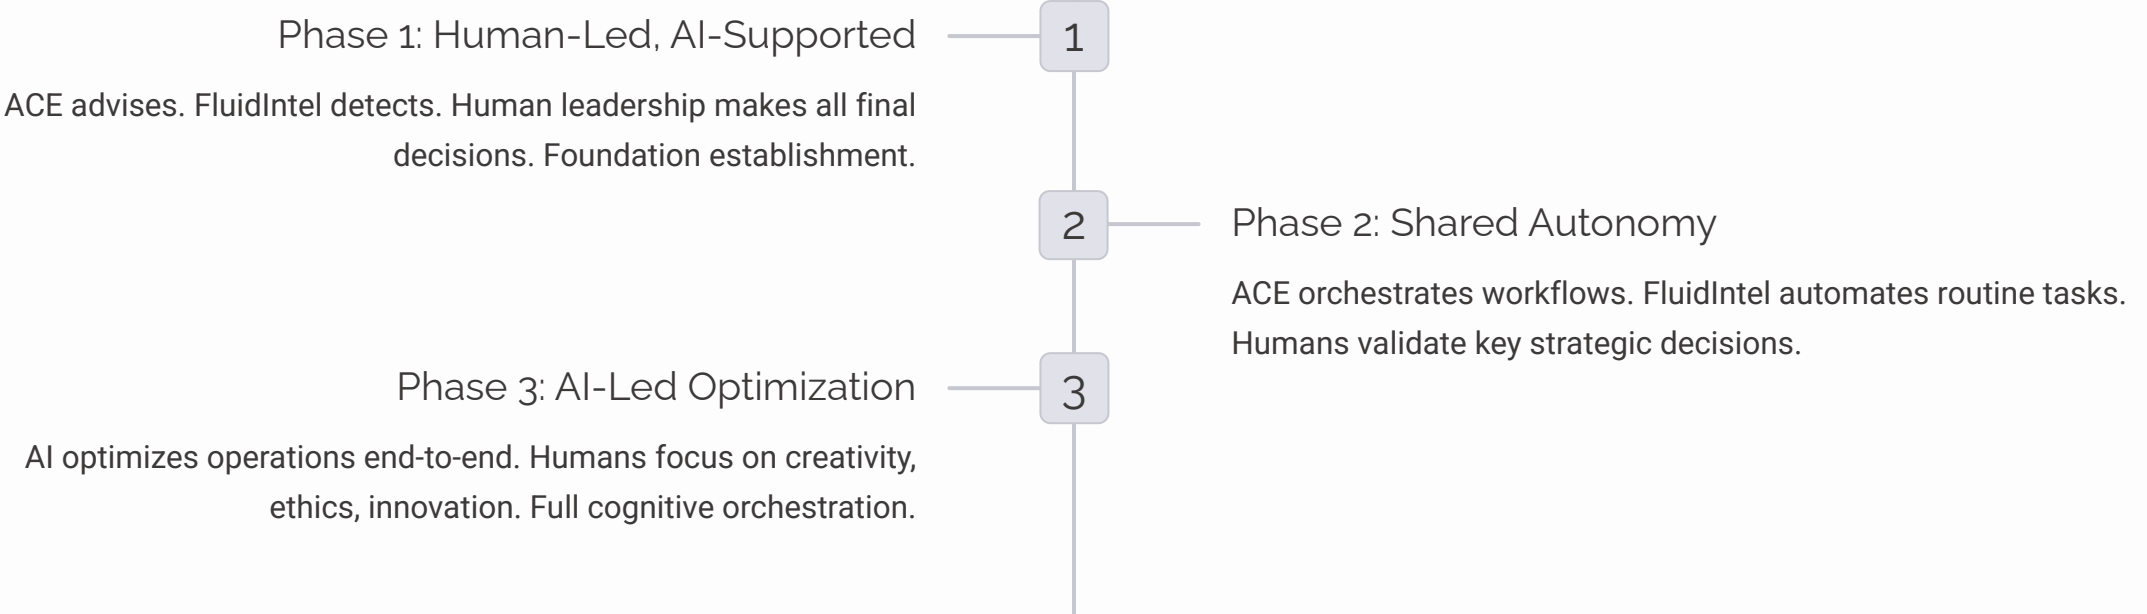 Phase 1: Human-Led, AI-Supported
1
ACE advises. FluidIntel detects. Human leadership makes all final
decisions. Foundation establishment.
2
Phase 2: Shared Autonomy
ACE orchestrates workflows. FluidIntel automates routine tasks.
Humans validate key strategic decisions.
Phase 3: AI-Led Optimization
3
AI optimizes operations end-to-end. Humans focus on creativity,
ethics, innovation. Full cognitive orchestration.